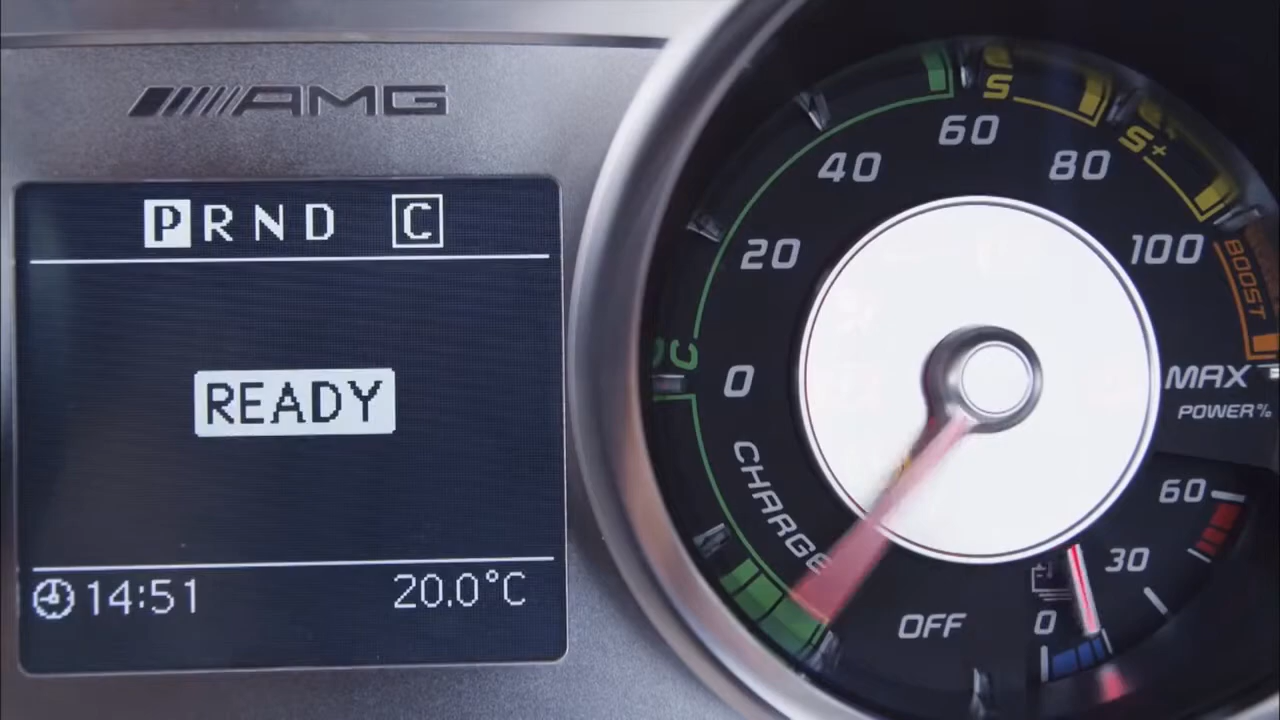 AMG
P R N D C
READY
14:51 20.0°C
S
S+
60
40
80
20
100
BOOST
C
0
MAX
POWER%
CHARGE
60
30
0
OFF